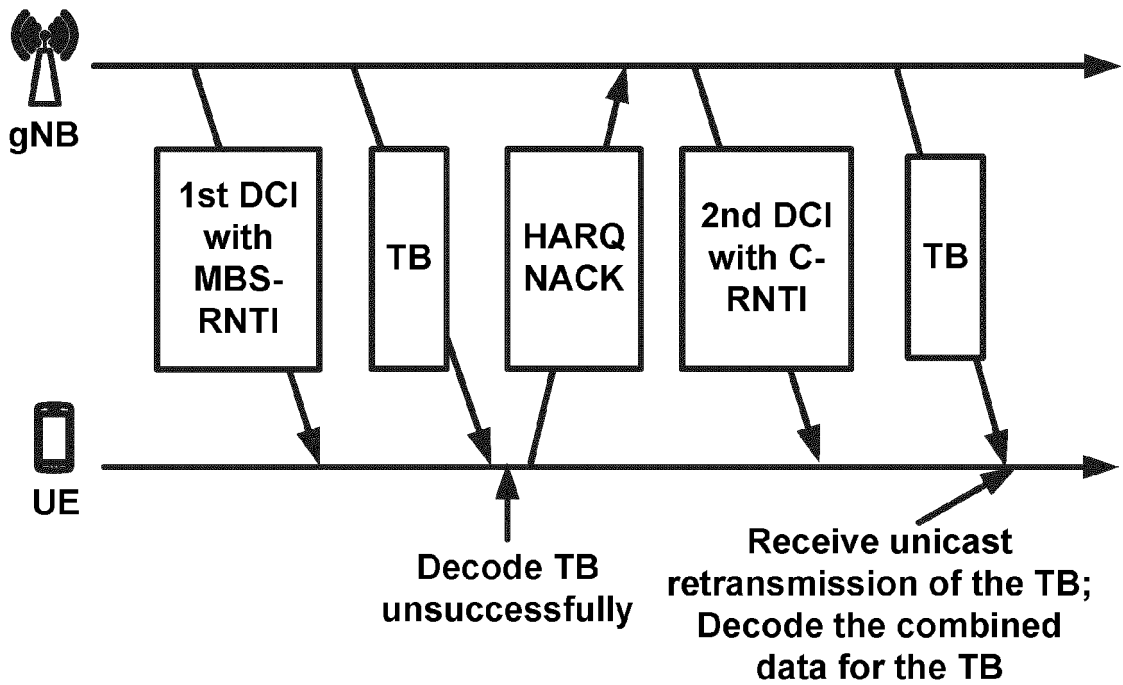 gNB
1st DCI
with
MBS-
RNTI
TB
HARQ
NACK
2nd DCI
with C-
RNTI
TB
UE
Decode TB
unsuccessfully
Receive unicast
retransmission of the TB;
Decode the combined
data for the TB